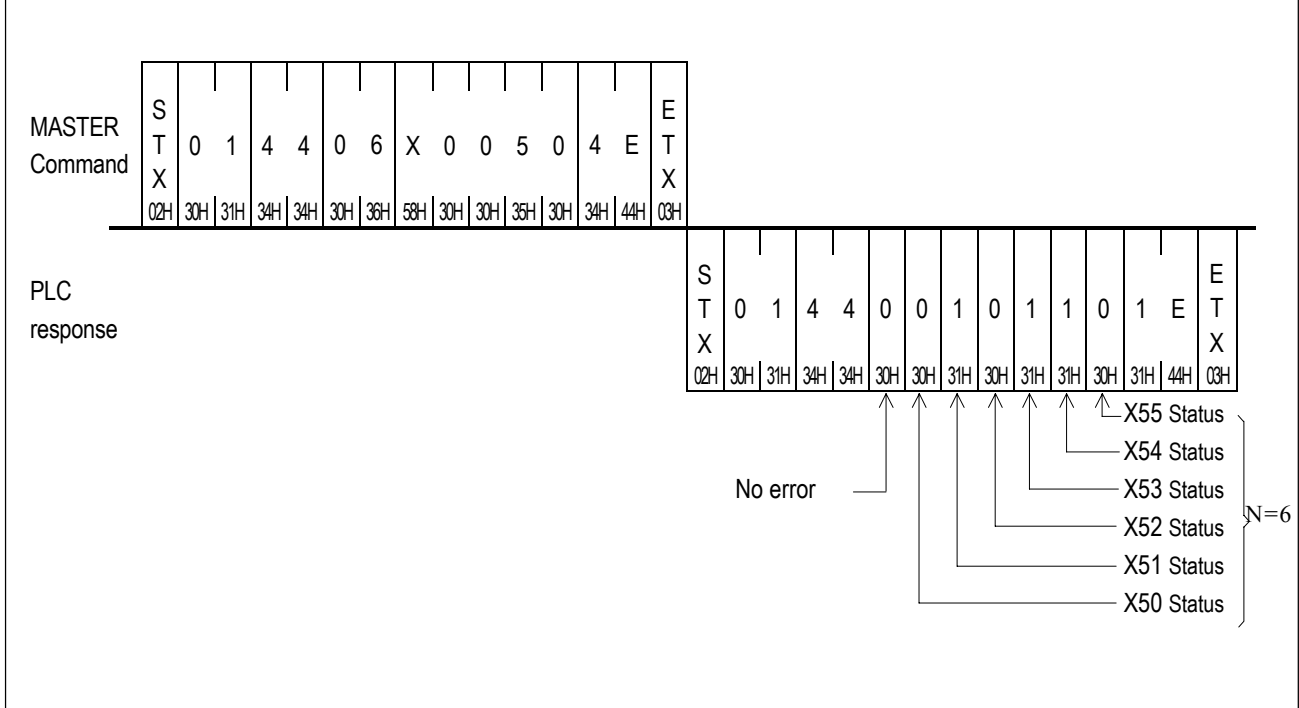 MASTER
Command
S T X 0 1 4 4 0 6 X 0 0 5 0 4 E E T X
02H 30H 31H 34H 34H 30H 36H 58H 30H 30H 35H 30H 34H 44H 03H
PLC
response
S T X 0 1 4 4 0 0 1 0 1 1 0 1 E E T X
02H 30H 31H 34H 34H 30H 30H 31H 30H 31H 31H 30H 31H 44H 03H
X55 Status
X54 Status
No error
X53 Status
X52 Status
N=6
X51 Status
X50 Status